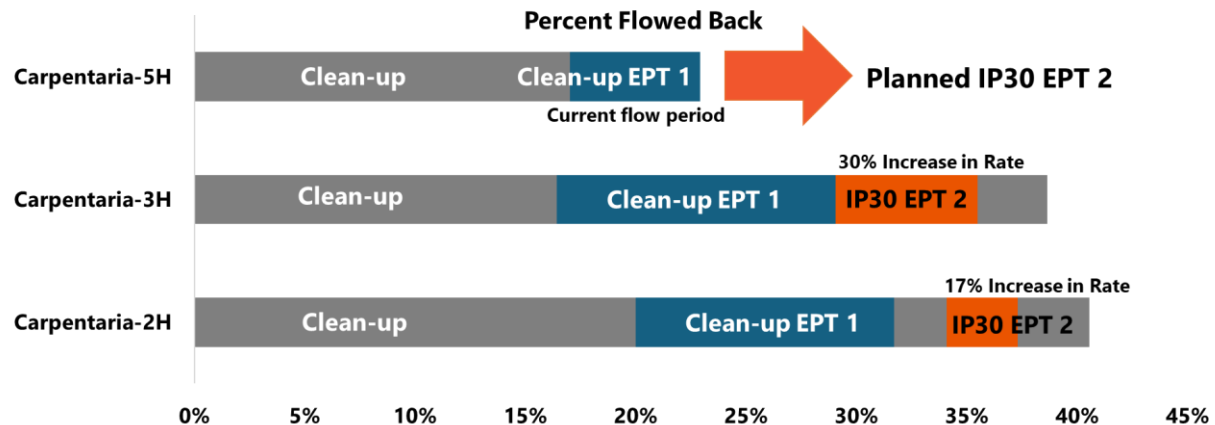 Percent Flowed Back
Carpentaria-5H
Clean-up
Clean-up EPT 1
Planned IP30 EPT 2
Current flow period
30% Increase in Rate
Carpentaria-3H
Clean-up
Clean-up EPT 1
IP30 EPT 2
17% Increase in Rate
Carpentaria-2H
Clean-up
Clean-up EPT 1
IP30 EPT 2
0% 5% 10% 15% 20% 25% 30% 35% 40% 45%